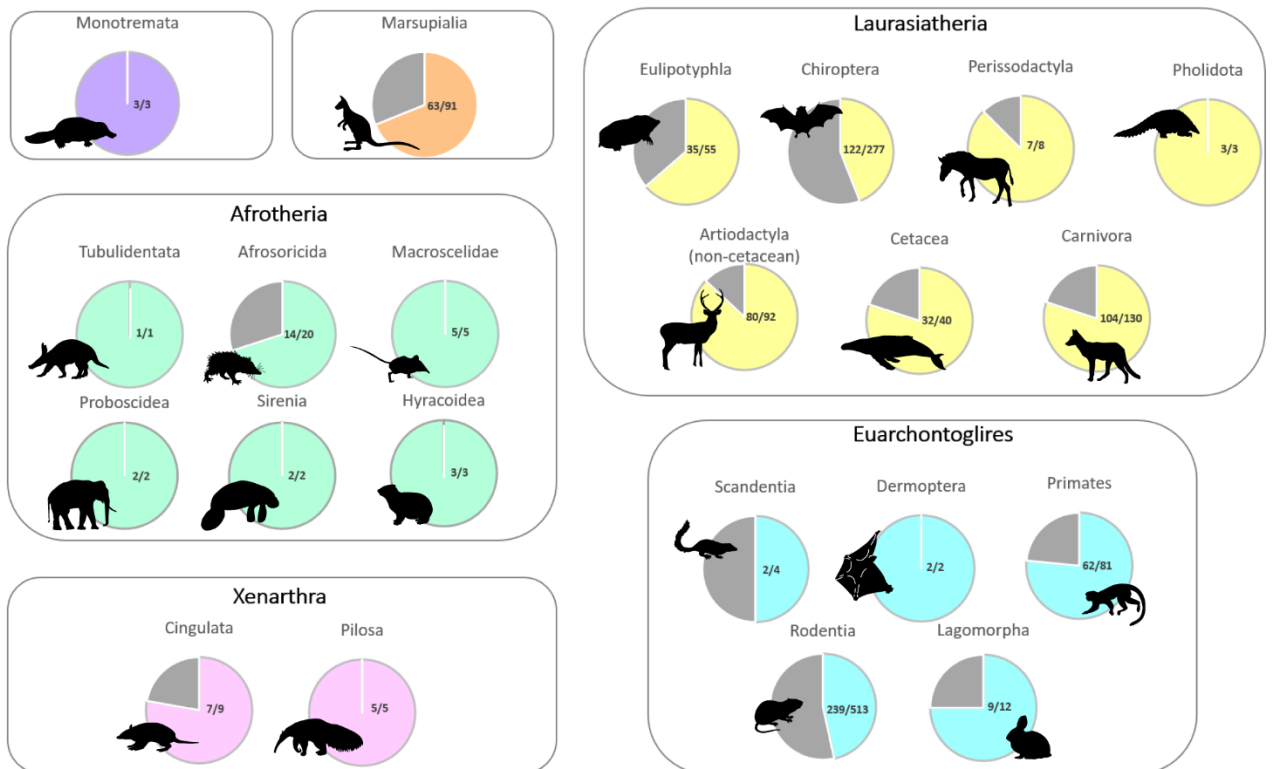 Monotremata
3/3
Marsupialia
63/91
Afrotheria
Tubulidentata
1/1
Afrosoricida
14/20
Macroscelidae
5/5
Proboscidea
2/2
Sirenia
2/2
Hyracoidea
3/3
Xenarthra
Cingulata
7/9
Pilosa
5/5
Laurasiatheria
Eulipotyphla
35/55
Chiroptera
122/277
Perissodactyla
7/8
Pholidota
3/3
Artiodactyla
(non-cetacean)
80/92
Cetacea
32/40
Carnivora
104/130
Euarchontoglires
Scandentia
2/4
Dermoptera
2/2
Primates
62/81
Rodentia
239/513
Lagomorpha
9/12